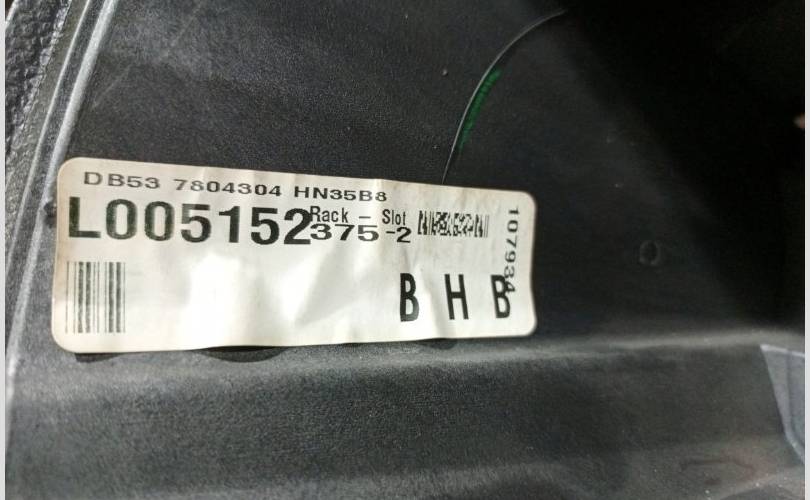 DB53 7804304 HN35B8
L005152
Rack - Slot
375-2
107934
B H B